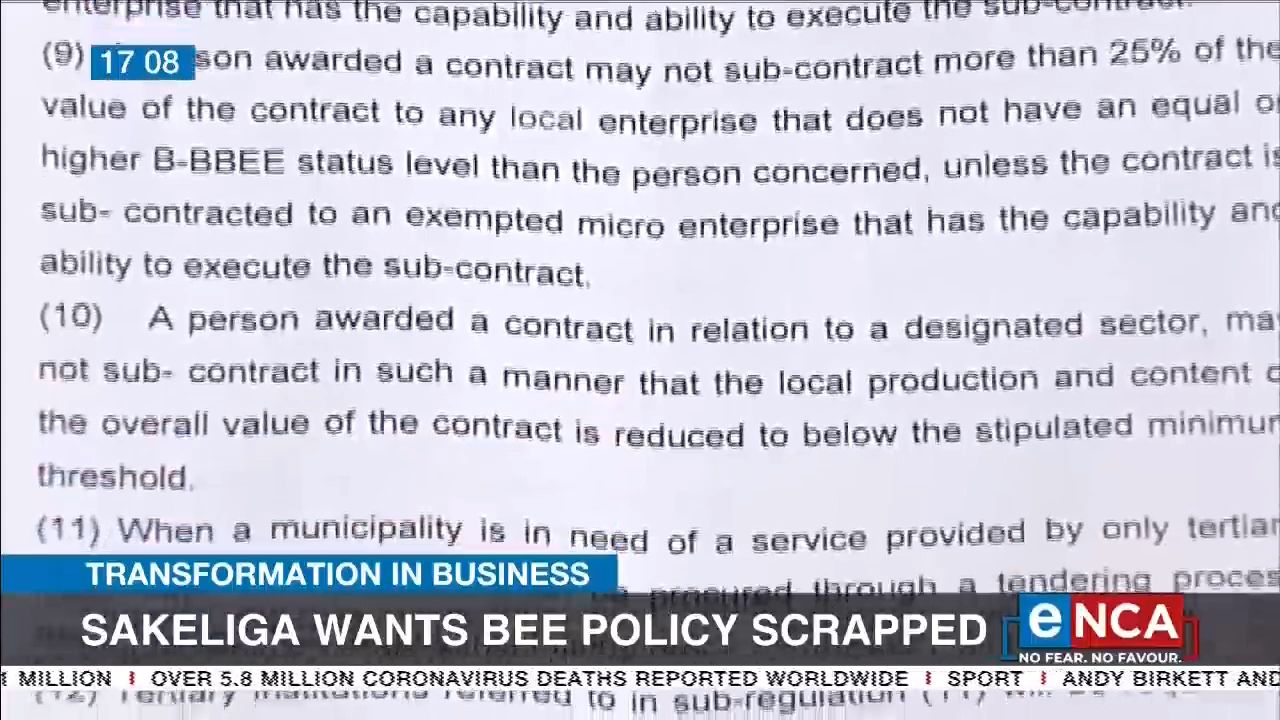 enterprise that has the capability and ability to execute the sub-contract.
(9) son awarded a contract may not sub-contract more than 25% of the
17 08
value of the contract to any local enterprise that does not have an equal or
higher B-BBEE status level than the person concerned, unless the contract is
sub- contracted to an exempted micro enterprise that has the capability and
ability to execute the sub-contract.
(10) A person awarded a contract in relation to a designated sector, may
not sub- contract in such a manner that the local production and content o
the overall value of the contract is reduced to below the stipulated minimum
threshold.
(11) When a municipality is in need of a service provided by only tertiar
procured through a tendering proces
TRANSFORMATION IN BUSINESS
SAKELIGA WANTS BEE POLICY SCRAPPED
eNCA
NO FEAR. NO FAVOUR.
1 MILLION OVER 5.8 MILLION CORONAVIRUS DEATHS REPORTED WORLDWIDE SPORT ANDY BIRKETT AND
(12) Tertiary institutions referred to in sub-regulation (11)